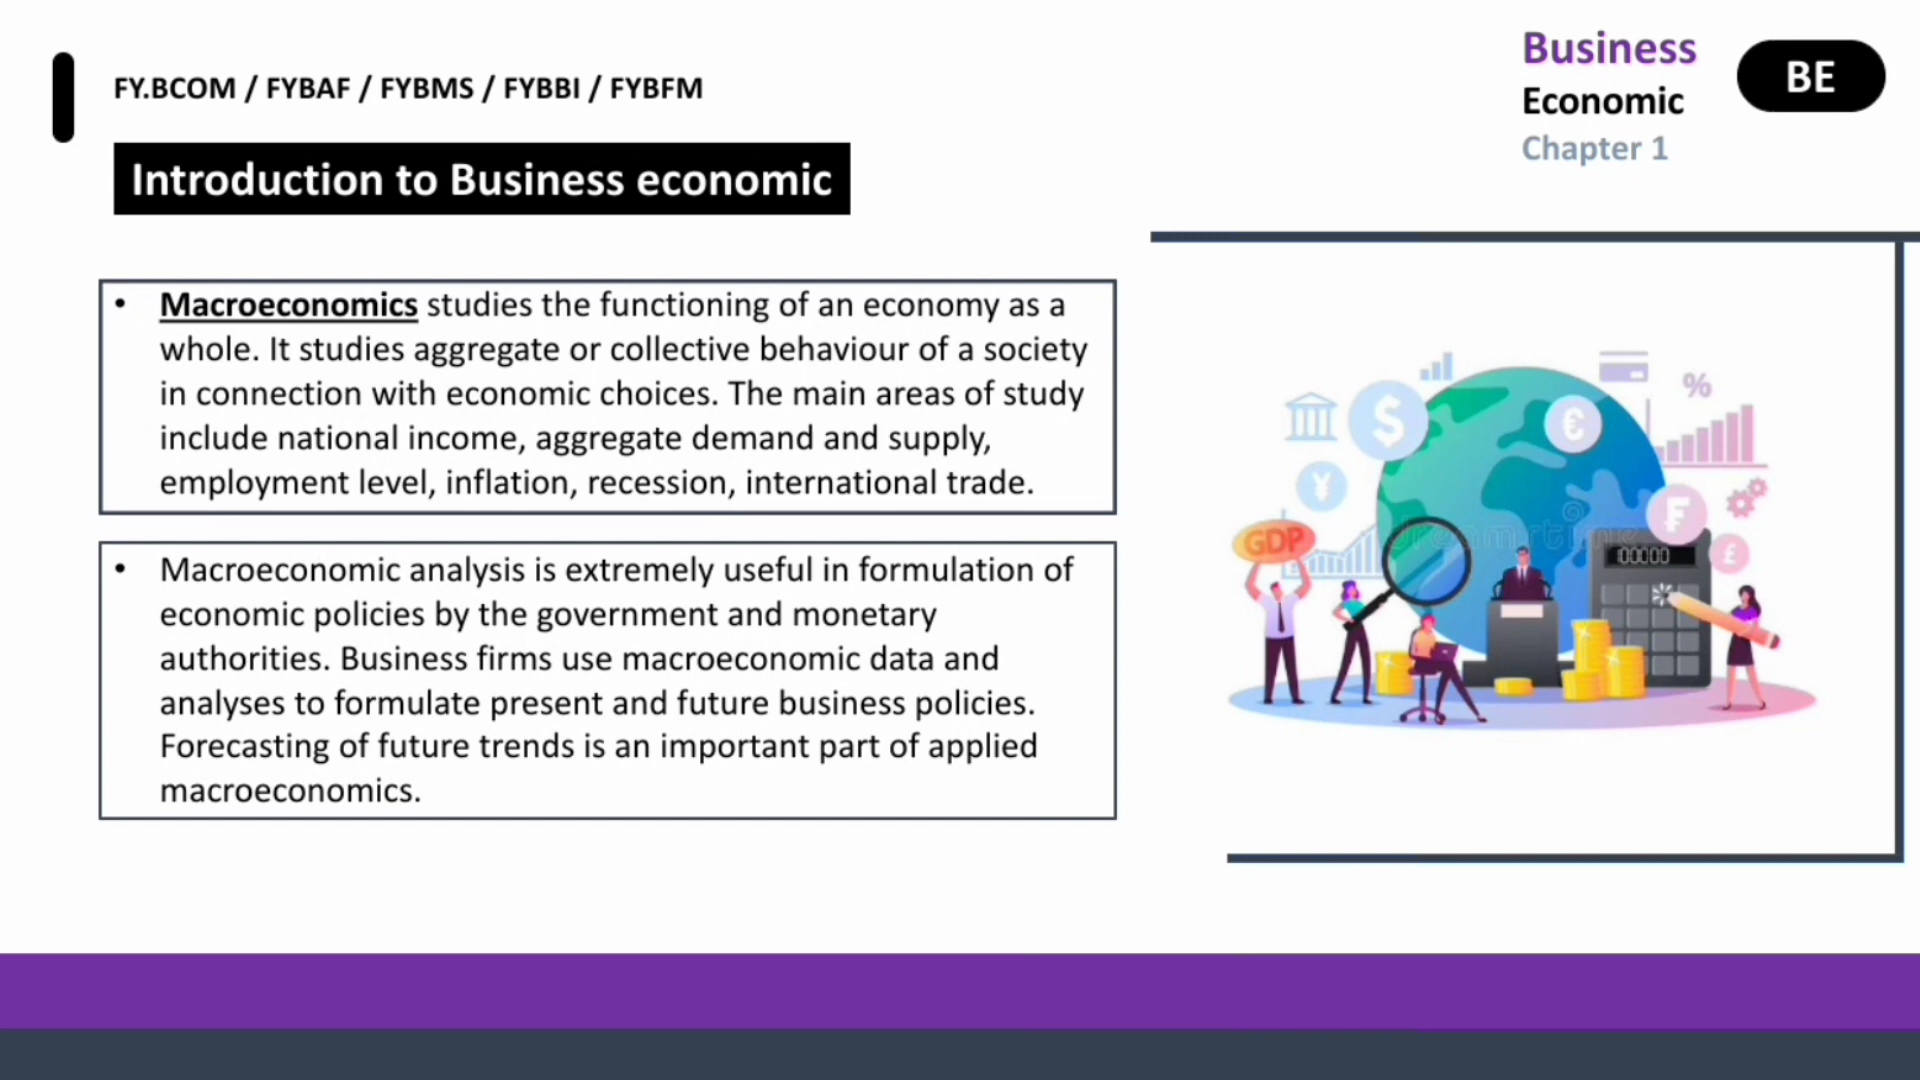 FY.BCOM / FYBAF / FYBMS / FYBBI / FYBFM
Business
Economic
Chapter 1
BE
Introduction to Business economic
• Macroeconomics studies the functioning of an economy as a
whole. It studies aggregate or collective behaviour of a society
in connection with economic choices. The main areas of study
include national income, aggregate demand and supply,
employment level, inflation, recession, international trade.
• Macroeconomic analysis is extremely useful in formulation of
economic policies by the government and monetary
authorities. Business firms use macroeconomic data and
analyses to formulate present and future business policies.
Forecasting of future trends is an important part of applied
macroeconomics.
%
$
€
¥
₣
GDP
dreamstime
00000
£